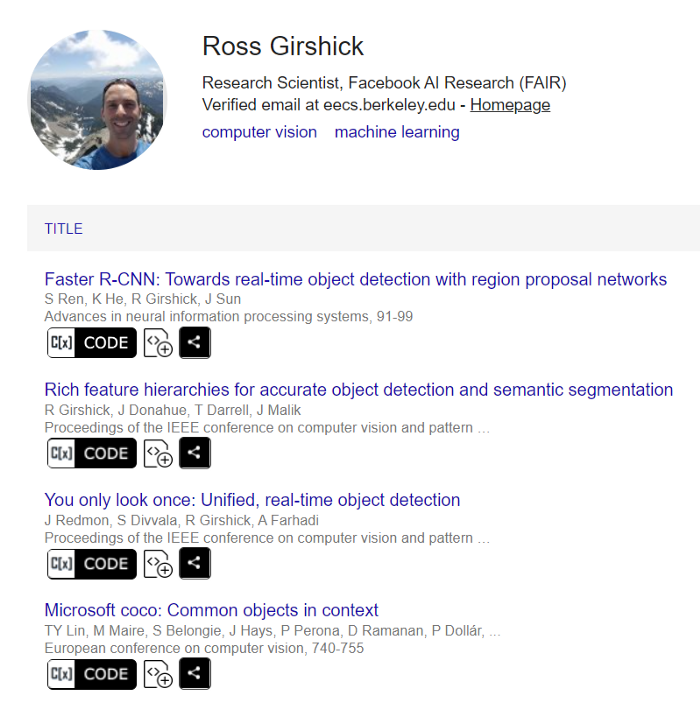 Ross Girshick
Research Scientist, Facebook AI Research (FAIR)
Verified email at eecs.berkeley.edu - Homepage
computer vision machine learning
TITLE
Faster R-CNN: Towards real-time object detection with region proposal networks
S Ren, K He, R Girshick, J Sun
Advances in neural information processing systems, 91-99
C[x] CODE
Rich feature hierarchies for accurate object detection and semantic segmentation
R Girshick, J Donahue, T Darrell, J Malik
Proceedings of the IEEE conference on computer vision and pattern ...
C[x] CODE
You only look once: Unified, real-time object detection
J Redmon, S Divvala, R Girshick, A Farhadi
Proceedings of the IEEE conference on computer vision and pattern ...
C[x] CODE
Microsoft coco: Common objects in context
TY Lin, M Maire, S Belongie, J Hays, P Perona, D Ramanan, P Dollár, ...
European conference on computer vision, 740-755
C[x] CODE